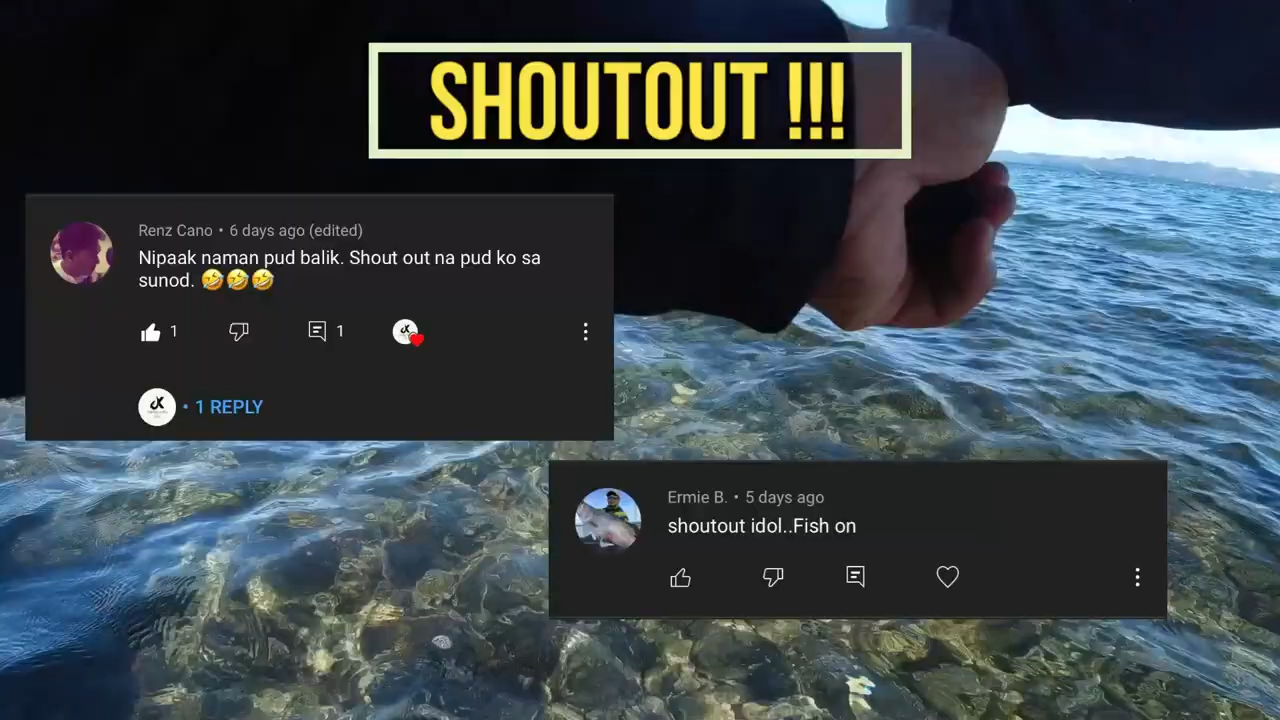 SHOUTOUT !!!
Renz Cano • 6 days ago (edited)
Nipaak naman pud balik. Shout out na pud ko sa
sunod. 🤣🤣🤣
1
1
• 1 REPLY
Ermie B. • 5 days ago
shoutout idol..Fish on